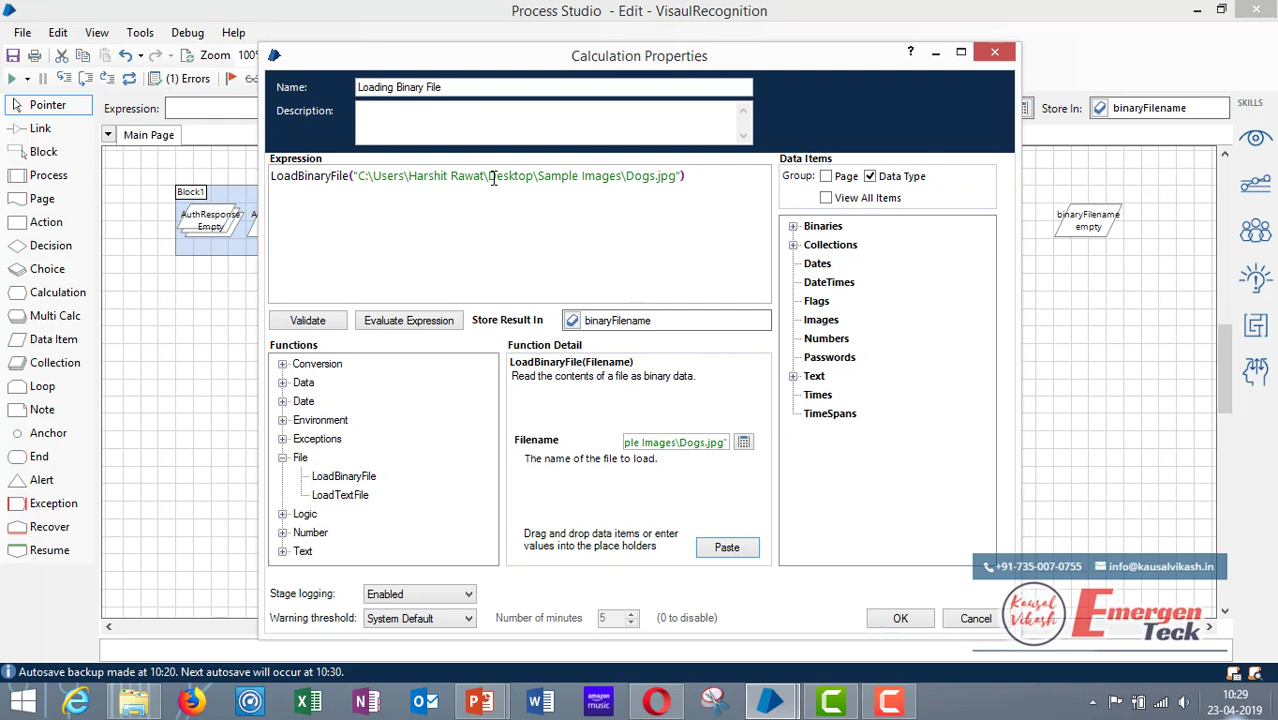 Process Studio - Edit - VisaulRecognition
File Edit View Tools Debug Help
Zoom 100%
(1) Errors
Calculation Properties
?
Name: Loading Binary File
Description:
Pointer
Link
Block
Process
Page
Action
Decision
Choice
Calculation
Multi Calc
Data Item
Collection
Loop
Note
Anchor
End
Alert
Exception
Recover
Resume
Expression:
Main Page
Block1
AuthResponse
Empty
Expression
LoadBinaryFile("C:\Users\Harshit Rawat\Desktop\Sample Images\Dogs.jpg")
Validate
Evaluate Expression
Store Result In binaryFilename
Functions
Conversion
Data
Date
Environment
Exceptions
File
LoadBinaryFile
LoadTextFile
Logic
Number
Text
Function Detail
LoadBinaryFile(Filename)
Read the contents of a file as binary data.
Filename ple Images\Dogs.jpg"
The name of the file to load.
Drag and drop data items or enter
values into the place holders
Paste
Data Items
Group: Page Data Type
View All Items
Binaries
Collections
Dates
DateTimes
Flags
Images
Numbers
Passwords
Text
Times
TimeSpans
Stage logging: Enabled
Warning threshold: System Default Number of minutes 5 (0 to disable)
OK
Cancel
Store In: binaryFilename
SKILLS
binaryFilename
empty
+91-735-007-0755 info@kausalvikash.in
Kausal
Vikash
Emergen
Teck
Autosave backup made at 10:20. Next autosave will occur at 10:30.
amazon
music
10:29
23-04-2019